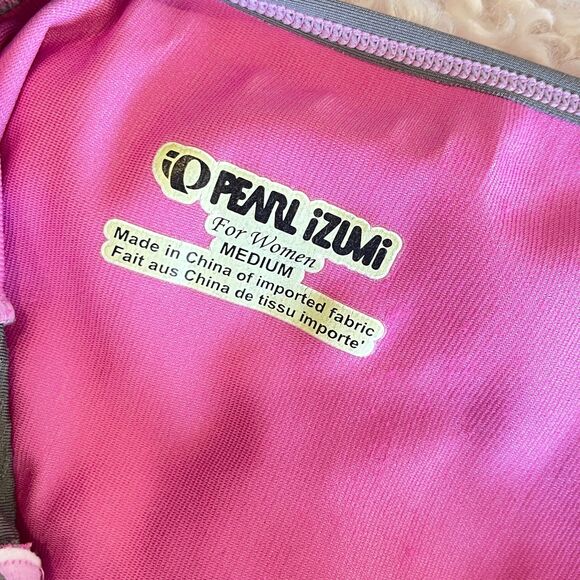 PEARL iZUMi
For Women
MEDIUM
Made in China of imported fabric
Fait aus China de tissu importe'